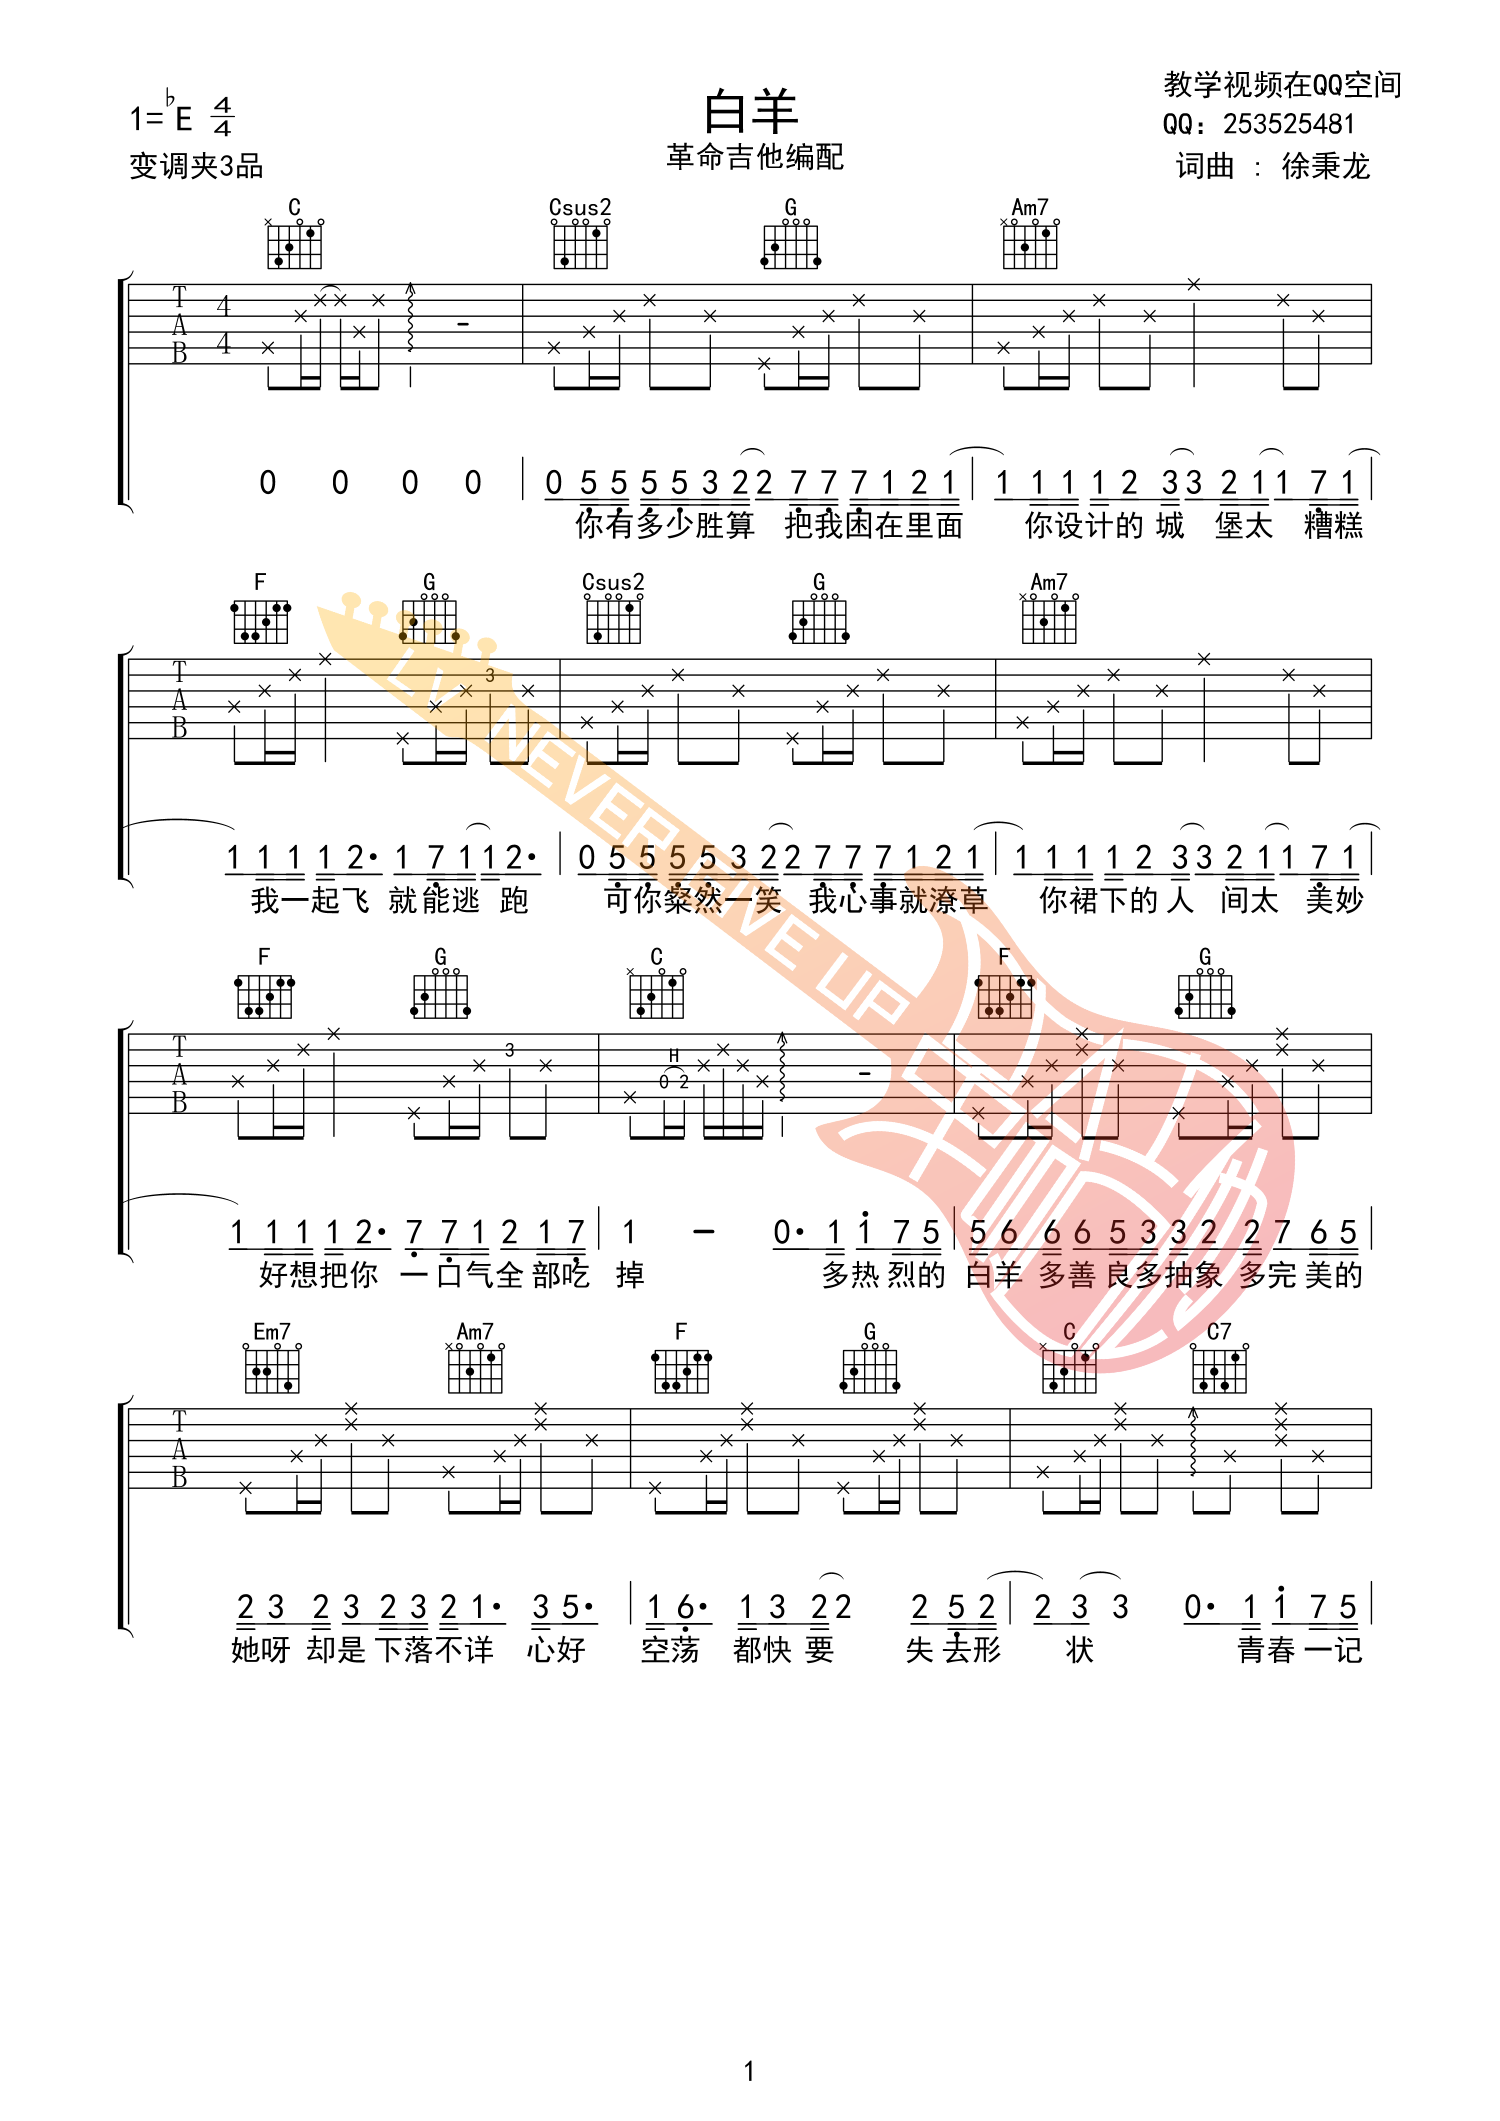 1=♭E 4/4
变调夹3品
白羊
革命吉他编配
教学视频在QQ空间
QQ：253525481
词曲 ： 徐秉龙
C Csus2 G Am7
T A B 4 4
0 0 0 0 | 0 5 5 5 5 3 2 2 7 7 7 1 2 1 | 1 1 1 1 2 3 3 2 1 1 7 1
你有多少胜算 把我困在里面 你设计的 城 堡太 糟糕
F G Csus2 G Am7
T A B 3
1 1 1 1 2· 1 7 1 1 2· | 0 5 5 5 5 3 2 2 7 7 7 1 2 1 | 1 1 1 1 2 3 3 2 1 1 7 1
我一起飞 就能逃 跑 可你粲然一笑 我心事就潦草 你裙下的 人 间太 美妙
F G C F G
T A B 3 H 0 2
1 1 1 1 2· 7 7 1 2 1 7 | 1 - 0· 1 1 7 5 | 5 6 6 6 5 3 3 2 2 7 6 5
好想把你 一口气全部吃 掉 多热烈的 白羊 多善良多抽象 多完美的
Em7 Am7 F G C C7
T A B
2 3 2 3 2 3 2 1· 3 5· | 1 6· 1 3 2 2 2 5 2 | 2 3 3 0· 1 1 7 5
她呀 却是下落不详 心好 空荡 都快要 失去形 状 青春一记
LV NEVER GIVE UP
革命吉他
1